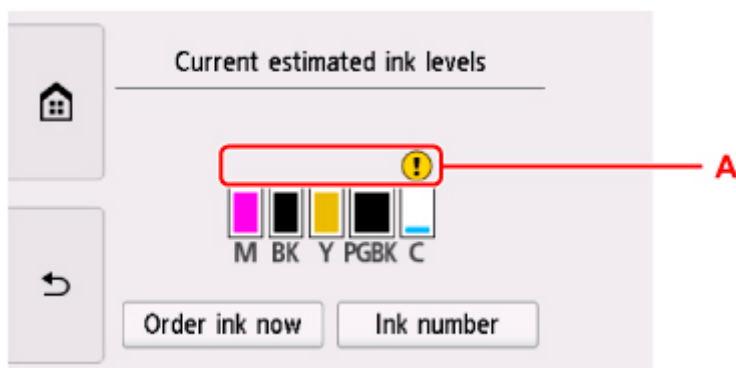 Current estimated ink levels
!
A
M BK Y PGBK C
Order ink now
Ink number